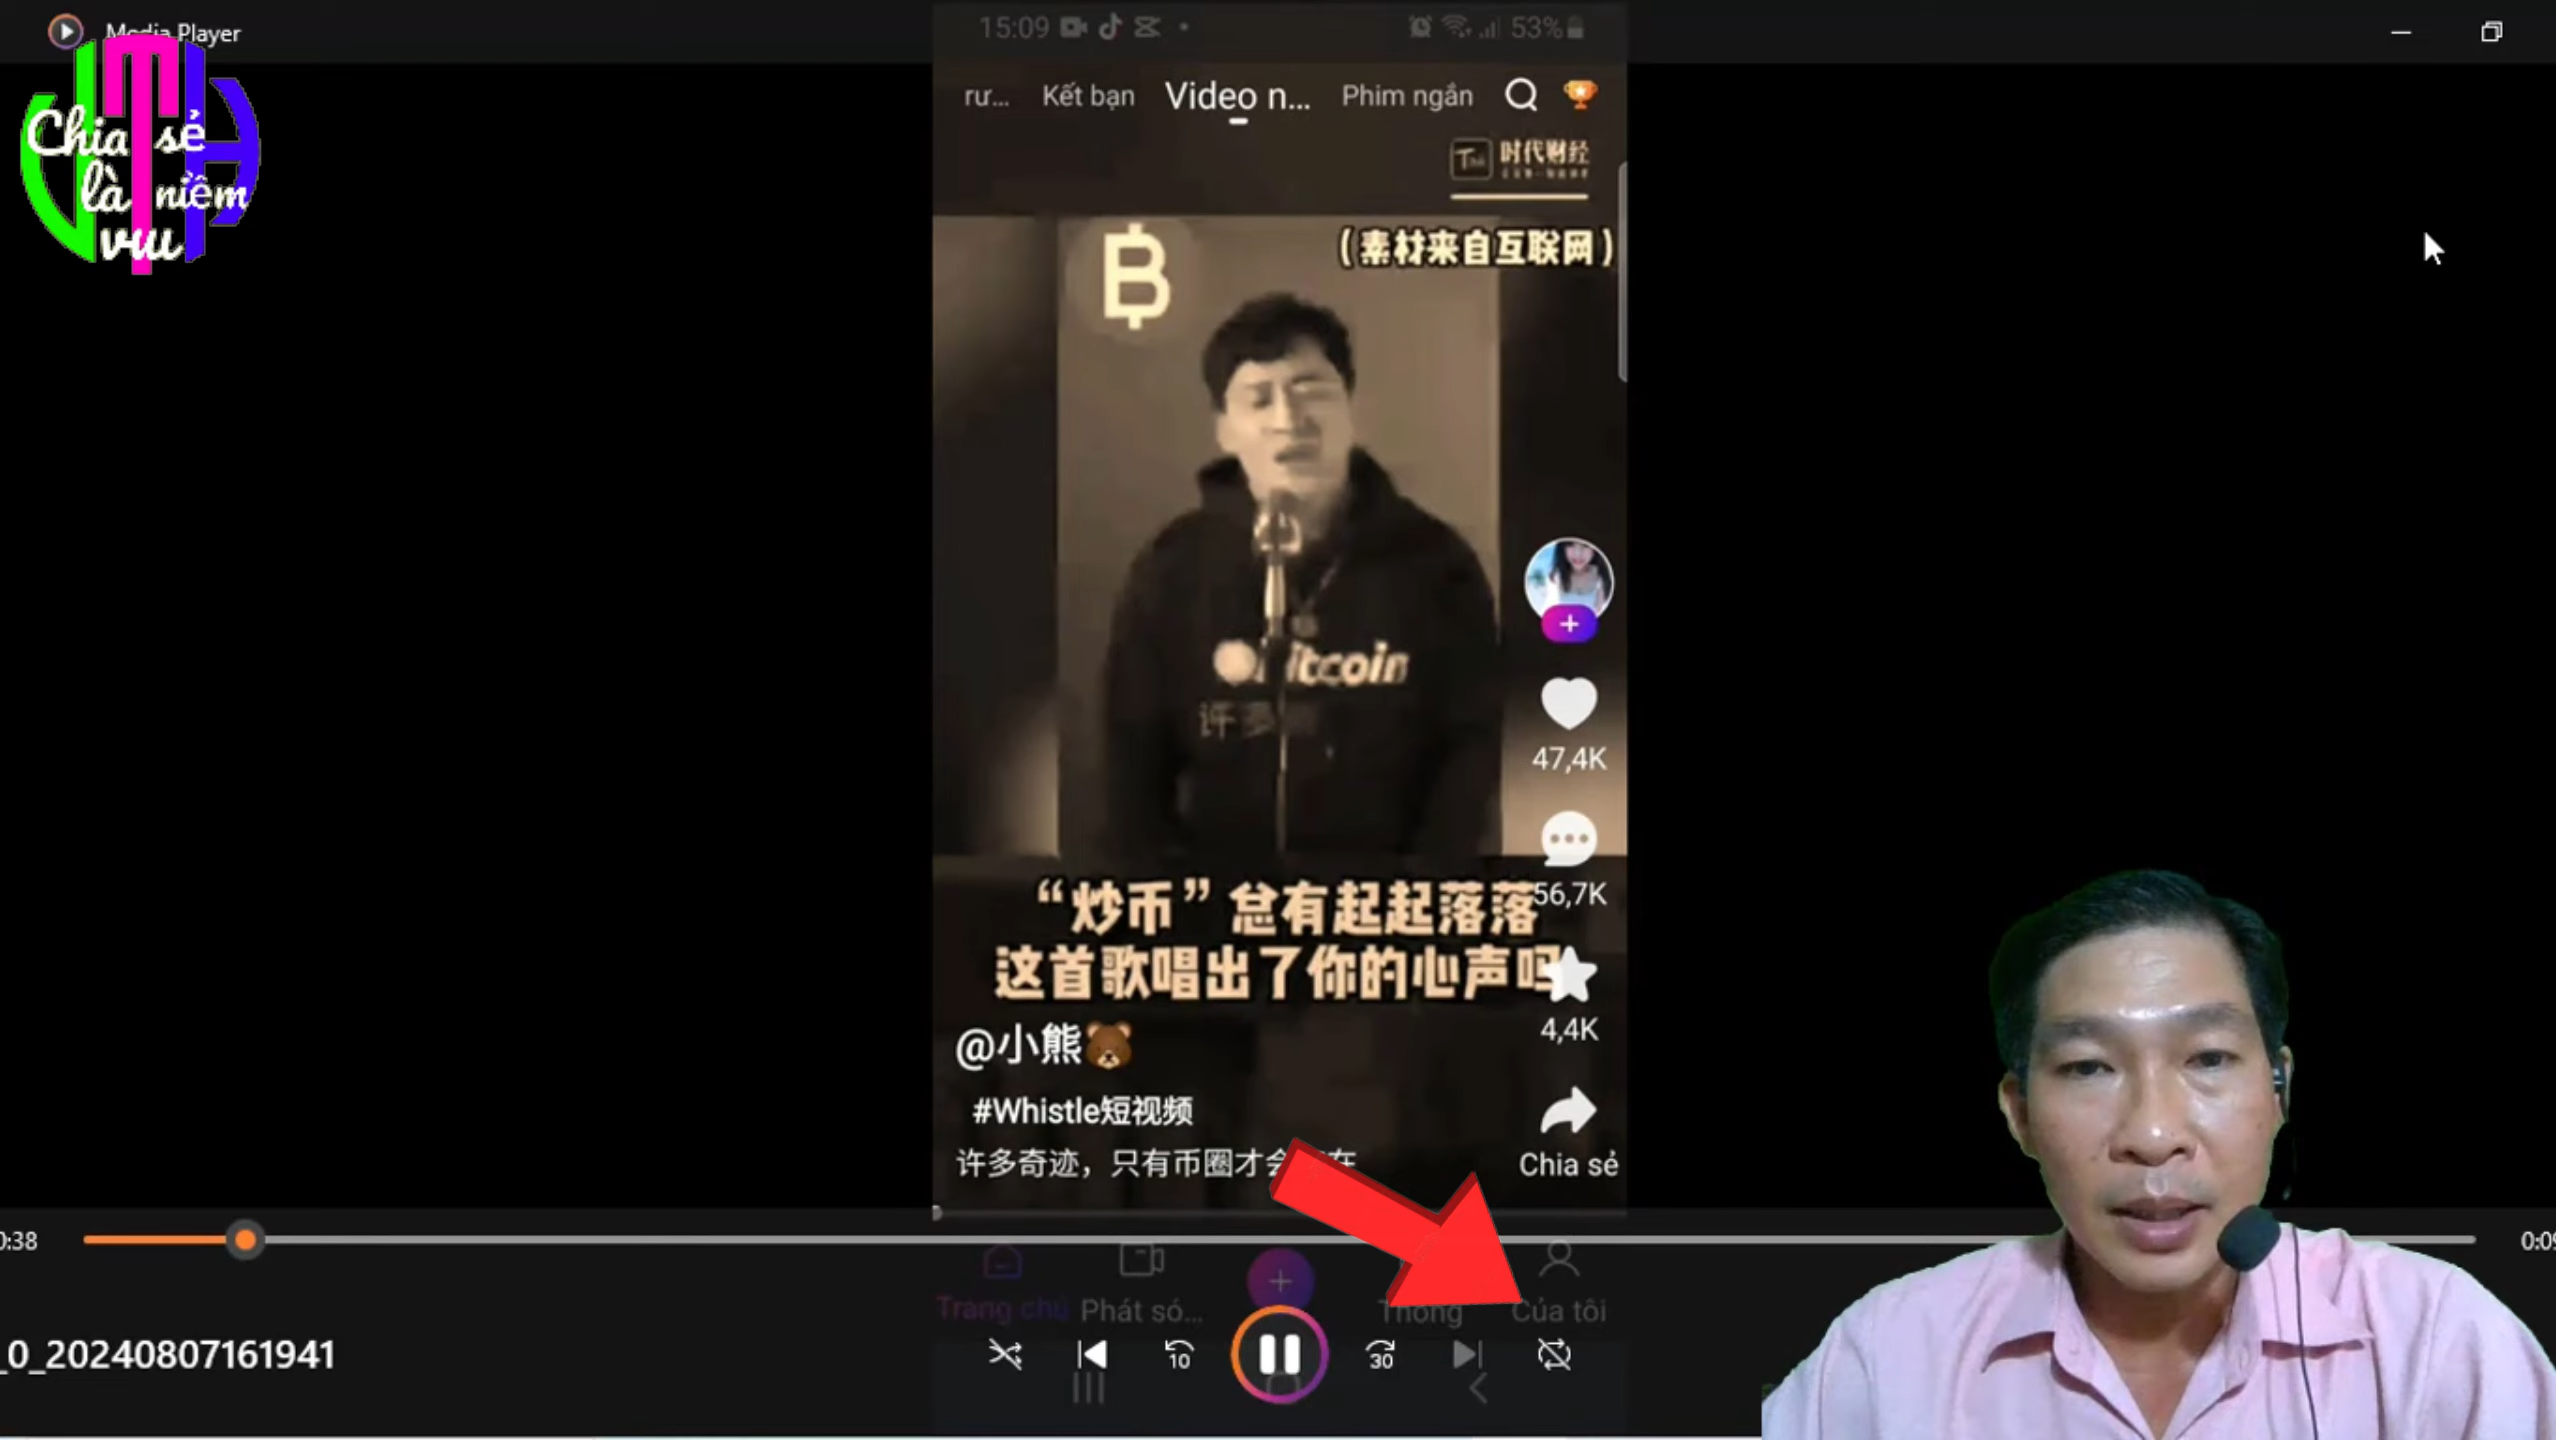 Media Player
Chia sẻ
là niềm
vui
15:09
53%
rư... Kết bạn Video n... Phim ngắn
时代财经
（素材来自互联网）
฿
itcoin
许多
47,4K
56,7K
“炒币”总有起起落落
这首歌唱出了你的心声吗
4,4K
@小熊🐻
#Whistle短视频
许多奇迹，只有币圈才会 在
Chia sẻ
0:38
0:09
Trang chủ Phát só... Thông Của tôi
_0_20240807161941
10
30